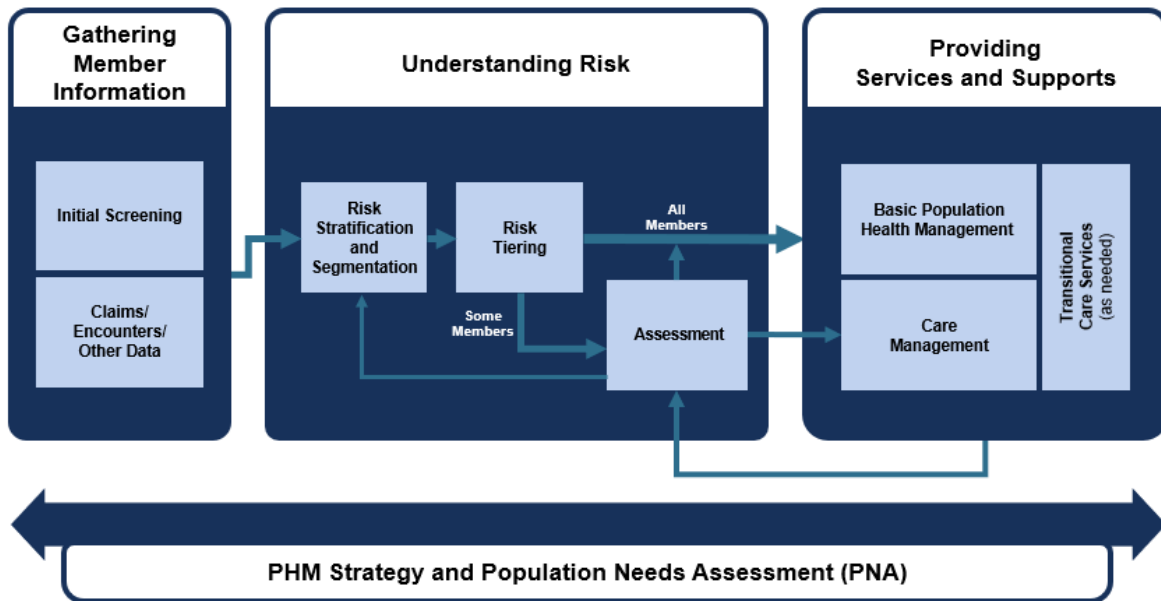 Gathering
Member
Information
Initial Screening
Claims/
Encounters/
Other Data
Understanding Risk
Risk
Stratification
and
Segmentation
Risk
Tiering
All
Members
Some
Members
Assessment
Providing
Services and Supports
Basic Population
Health Management
Care
Management
Transitional
Care Services
(as needed)
PHM Strategy and Population Needs Assessment (PNA)